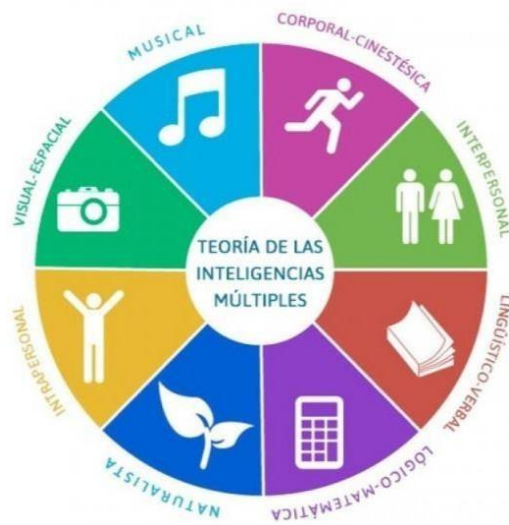 TEORÍA DE LAS
INTELIGENCIAS
MÚLTIPLES
MUSICAL
CORPORAL-CINESTÉSICA
INTERPERSONAL
LINGÜÍSTICO-VERBAL
LÓGICO-MATEMÁTICA
NATURALISTA
INTRAPERSONAL
VISUAL-ESPACIAL